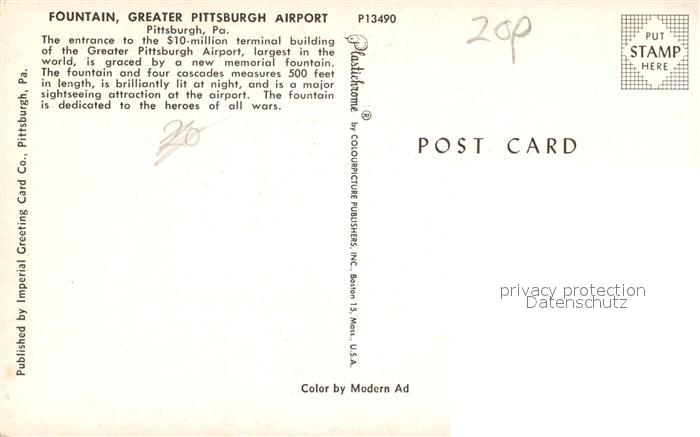 FOUNTAIN, GREATER PITTSBURGH AIRPORT P13490
Pittsburgh, Pa.
The entrance to the $10-million terminal building
of the Greater Pittsburgh Airport, largest in the
world, is graced by a new memorial fountain.
The fountain and four cascades measures 500 feet
in length, is brilliantly lit at night, and is a major
sightseeing attraction at the airport. The fountain
is dedicated to the heroes of all wars.
20p
PUT
STAMP
HERE
POST CARD
Published by Imperial Greeting Card Co., Pittsburgh, Pa.
Plastichrome® by COLOURPICTURE PUBLISHERS, INC., Boston 15, Mass., U.S.A.
privacy protection
Datenschutz
Color by Modern Ad